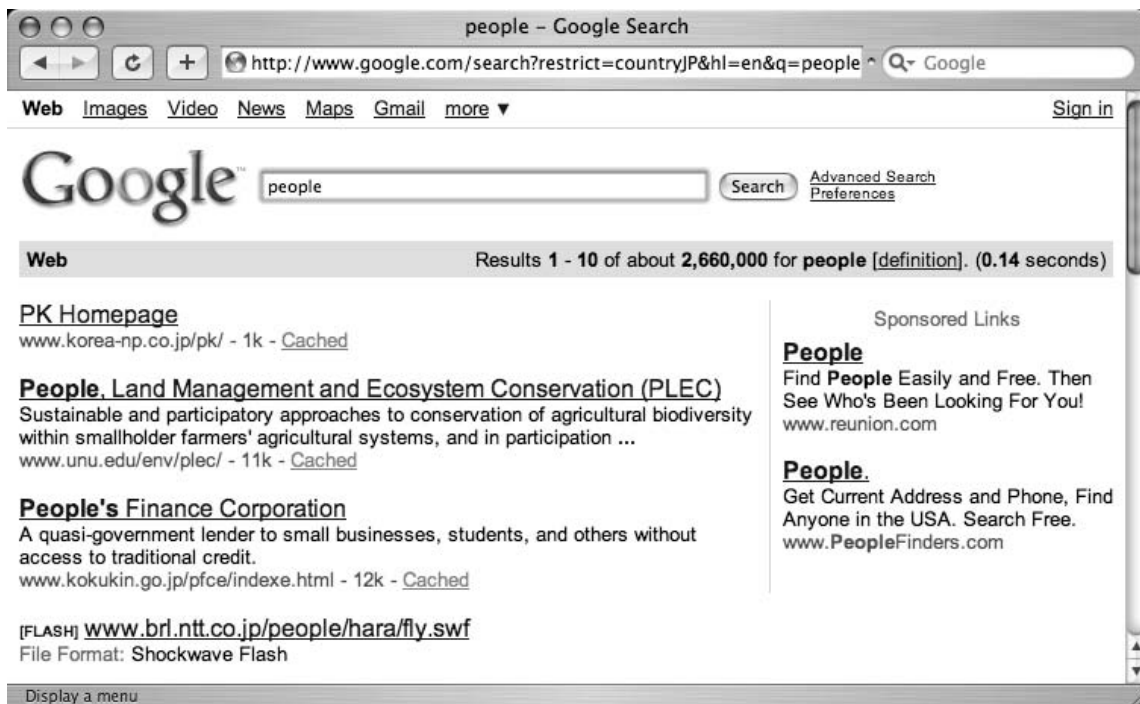 people – Google Search
http://www.google.com/search?restrict=countryJP&hl=en&q=people
Google
Web Images Video News Maps Gmail more ▼ Sign in
Google™
people
Search
Advanced Search
Preferences
Web Results 1 - 10 of about 2,660,000 for people [definition]. (0.14 seconds)
PK Homepage
www.korea-np.co.jp/pk/ - 1k - Cached
People, Land Management and Ecosystem Conservation (PLEC)
Sustainable and participatory approaches to conservation of agricultural biodiversity
within smallholder farmers' agricultural systems, and in participation ...
www.unu.edu/env/plec/ - 11k - Cached
People's Finance Corporation
A quasi-government lender to small businesses, students, and others without
access to traditional credit.
www.kokukin.go.jp/pfce/indexe.html - 12k - Cached
[FLASH] www.brl.ntt.co.jp/people/hara/fly.swf
File Format: Shockwave Flash
Sponsored Links
People
Find People Easily and Free. Then
See Who's Been Looking For You!
www.reunion.com
People.
Get Current Address and Phone, Find
Anyone in the USA. Search Free.
www.PeopleFinders.com
Display a menu